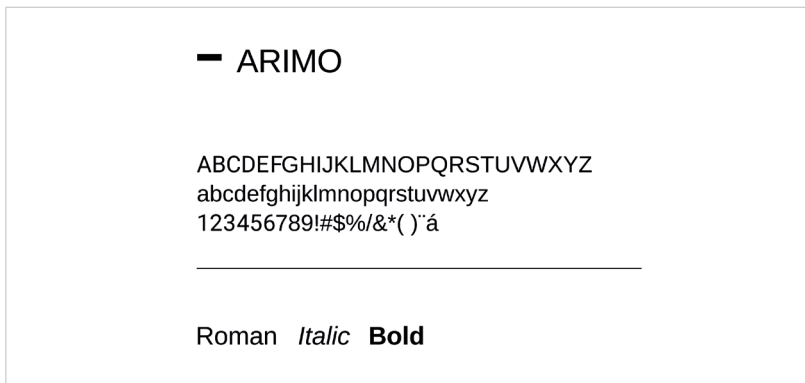 ARIMO
ABCDEFGHIJKLMNOPQRSTUVWXYZ
abcdefghijklmnopqrstuvwxyz
123456789!#$%/&*( )¨á
Roman Italic Bold